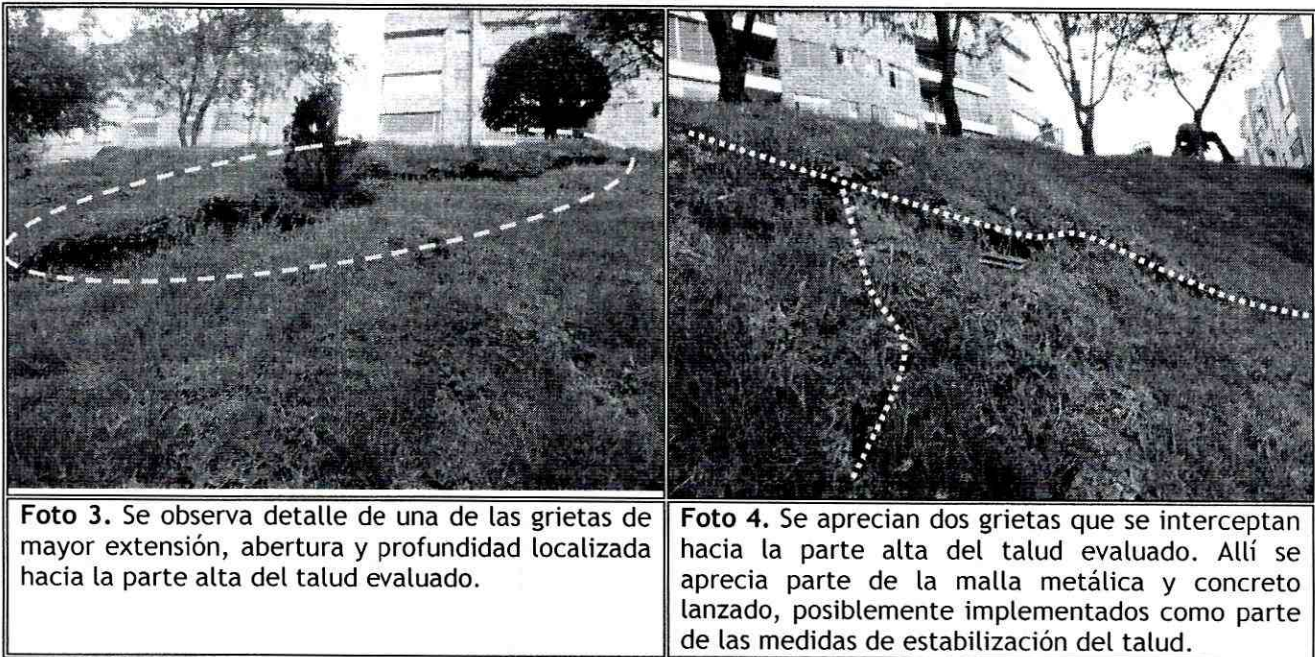 Foto 3. Se observa detalle de una de las grietas de
mayor extensión, abertura y profundidad localizada
hacia la parte alta del talud evaluado.
Foto 4. Se aprecian dos grietas que se interceptan
hacia la parte alta del talud evaluado. Allí se
aprecia parte de la malla metálica y concreto
lanzado, posiblemente implementados como parte
de las medidas de estabilización del talud.